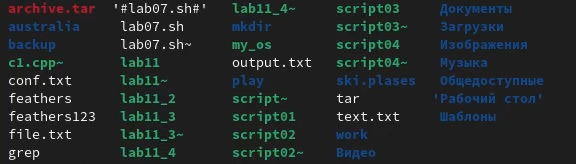 archive.tar '#lab07.sh#' lab11_4~ script03 Документы
australia lab07.sh mkdir script03~ Загрузки
backup lab07.sh~ my_os script04 Изображения
c1.cpp~ lab11 output.txt script04~ Музыка
conf.txt lab11~ play ski.plases Общедоступные
feathers lab11_2 script~ tar 'Рабочий стол'
feathers123 lab11_3 script01 text.txt Шаблоны
file.txt lab11_3~ script02 work
grep lab11_4 script02~ Видео